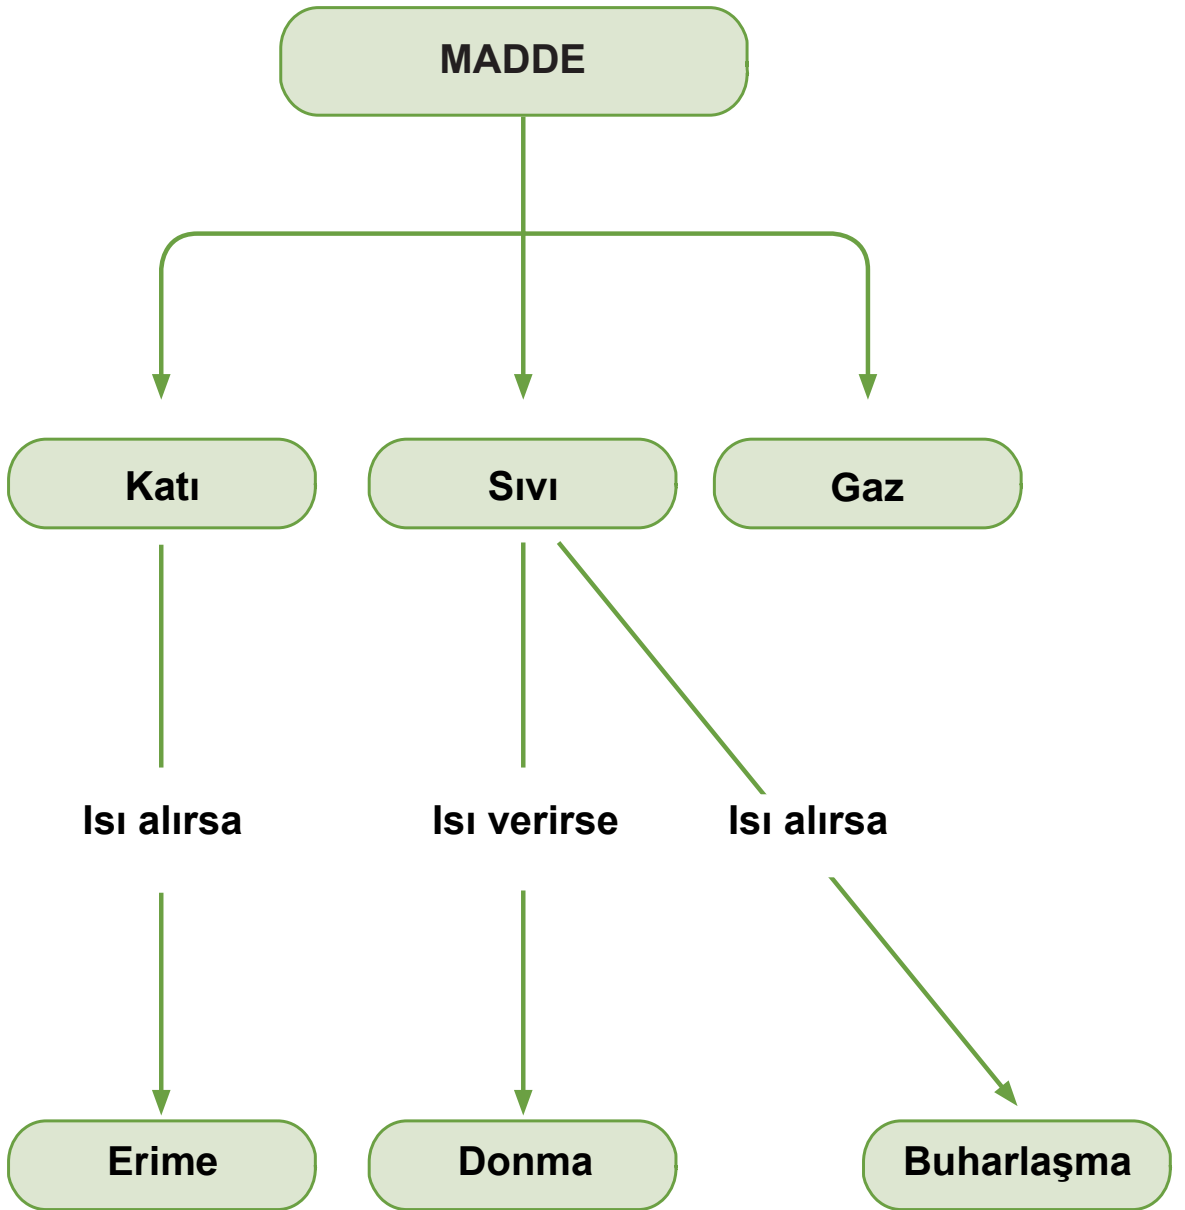 MADDE
Katı
Sıvı
Gaz
Isı alırsa
Isı verirse
Isı alırsa
Erime
Donma
Buharlaşma